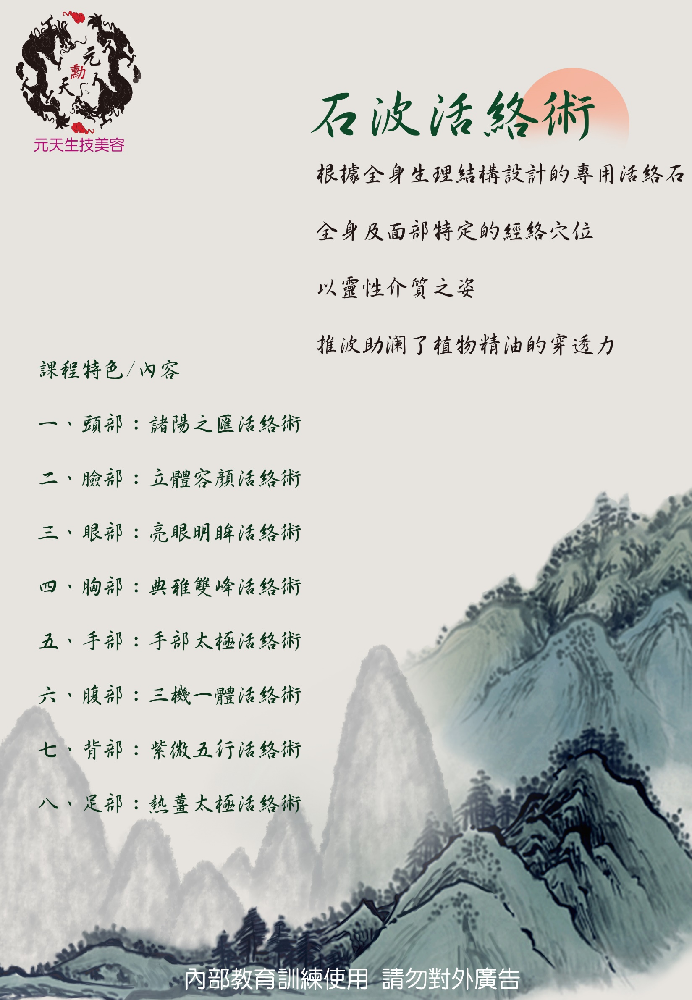 元
勳
天
元天生技美容
石波活絡術
根據全身生理結構設計的專用活絡石
全身及面部特定的經絡穴位
以靈性介質之姿
推波助澜了植物精油的穿透力
課程特色/內容
一、頭部：諸陽之匯活絡術
二、臉部：立體容顏活絡術
三、眼部：亮眼明眸活絡術
四、胸部：典雅雙峰活絡術
五、手部：手部太極活絡術
六、腹部：三機一體活絡術
七、背部：紫微五行活絡術
八、足部：熱薑太極活絡術
內部教育訓練使用 請勿對外廣告